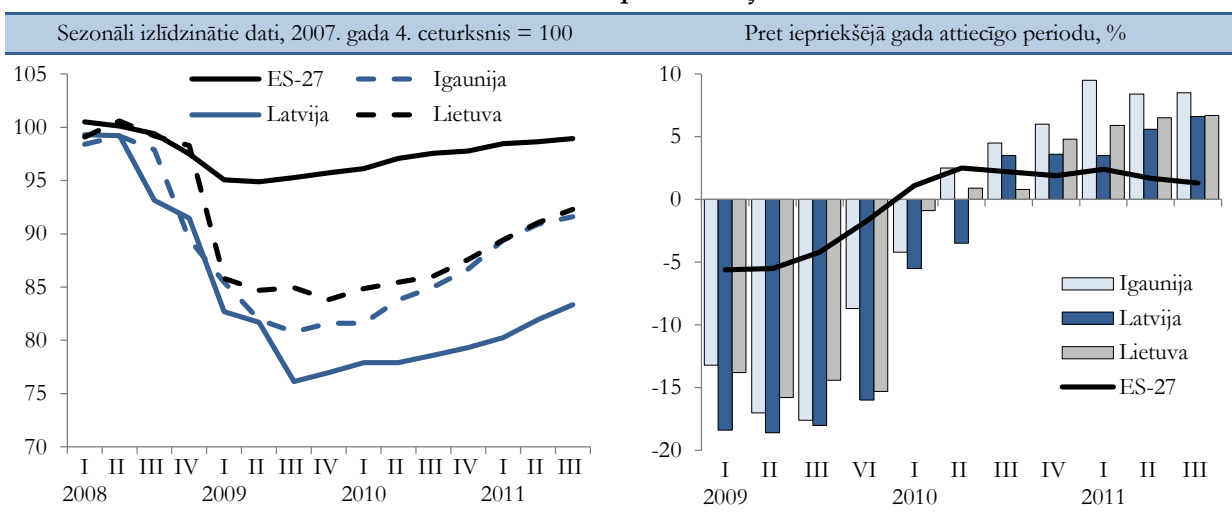 Sezonāli izlīdzinātie dati, 2007. gada 4. ceturksnis = 100
105
100
95
90
85
80
75
70
ES-27
Igaunija
Latvija
Lietuva
I II III IV I II III IV I II III IV I II III
2008 2009 2010 2011
Pret iepriekšējā gada attiecīgo periodu, %
10
5
0
-5
-10
-15
-20
Igaunija
Latvija
Lietuva
ES-27
I II III VI I II III IV I II III
2009 2010 2011